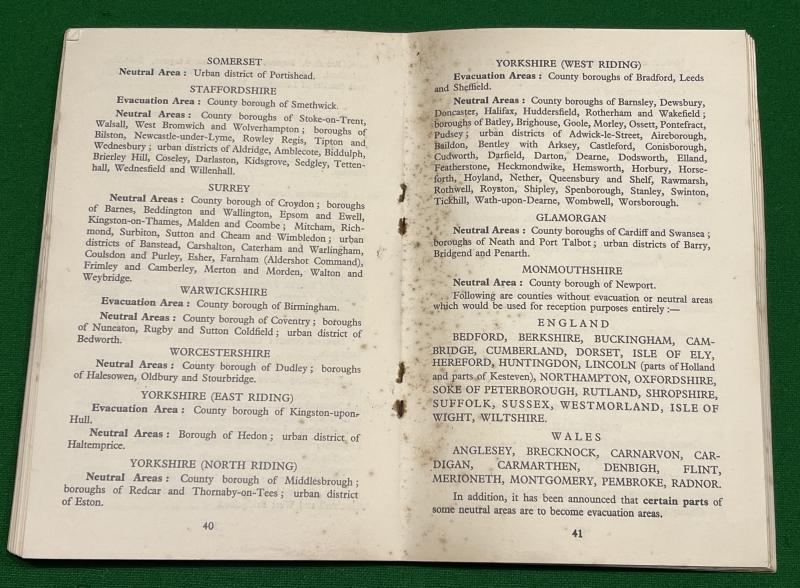 SOMERSET
Neutral Area : Urban district of Portishead.
STAFFORDSHIRE
Evacuation Area : County borough of Smethwick.
Neutral Areas : County boroughs of Stoke-on-Trent,
Walsall, West Bromwich and Wolverhampton ; boroughs of
Bilston, Newcastle-under-Lyme, Rowley Regis, Tipton and
Wednesbury ; urban districts of Aldridge, Amblecote, Biddulph,
Brierley Hill, Coseley, Darlaston, Kidsgrove, Sedgley, Tetten-
hall, Wednesfield and Willenhall.
SURREY
Neutral Areas : County borough of Croydon ; boroughs
of Barnes, Beddington and Wallington, Epsom and Ewell,
Kingston-on-Thames, Malden and Coombe ; Mitcham, Rich-
mond, Surbiton, Sutton and Cheam and Wimbledon ; urban
districts of Banstead, Carshalton, Caterham and Warlingham,
Coulsdon and Purley, Esher, Farnham (Aldershot Command),
Frimley and Camberley, Merton and Morden, Walton and
Weybridge.
WARWICKSHIRE
Evacuation Area : County borough of Birmingham.
Neutral Areas : County borough of Coventry ; boroughs
of Nuneaton, Rugby and Sutton Coldfield ; urban district of
Bedworth.
WORCESTERSHIRE
Neutral Areas : County borough of Dudley ; boroughs
of Halesowen, Oldbury and Stourbridge.
YORKSHIRE (EAST RIDING)
Evacuation Area : County borough of Kingston-upon-
Hull.
Neutral Areas : Borough of Hedon ; urban district of
Haltemprice.
YORKSHIRE (NORTH RIDING)
Neutral Areas : County borough of Middlesbrough ;
boroughs of Redcar and Thornaby-on-Tees ; urban district
of Eston.
40
YORKSHIRE (WEST RIDING)
Evacuation Areas : County boroughs of Bradford, Leeds
and Sheffield.
Neutral Areas : County boroughs of Barnsley, Dewsbury,
Doncaster, Halifax, Huddersfield, Rotherham and Wakefield ;
boroughs of Batley, Brighouse, Goole, Morley, Ossett, Pontefract,
Pudsey ; urban districts of Adwick-le-Street, Aireborough,
Baildon, Bentley with Arksey, Castleford, Conisborough,
Cudworth, Darfield, Darton, Dearne, Dodsworth, Elland,
Featherstone, Heckmondwike, Hemsworth, Horbury, Horse-
forth, Hoyland, Nether, Queensbury and Shelf, Rawmarsh,
Rothwell, Royston, Shipley, Spenborough, Stanley, Swinton,
Tickhill, Wath-upon-Dearne, Wombwell, Worsborough.
GLAMORGAN
Neutral Areas : County boroughs of Cardiff and Swansea ;
boroughs of Neath and Port Talbot ; urban districts of Barry,
Bridgend and Penarth.
MONMOUTHSHIRE
Neutral Area : County borough of Newport.
Following are counties without evacuation or neutral areas
which would be used for reception purposes entirely :—
ENGLAND
BEDFORD, BERKSHIRE, BUCKINGHAM, CAM-
BRIDGE, CUMBERLAND, DORSET, ISLE OF ELY,
HEREFORD, HUNTINGDON, LINCOLN (parts of Holland
and parts of Kesteven), NORTHAMPTON, OXFORDSHIRE,
SOKE OF PETERBOROUGH, RUTLAND, SHROPSHIRE,
SUFFOLK, SUSSEX, WESTMORLAND, ISLE OF
WIGHT, WILTSHIRE.
WALES
ANGLESEY, BRECKNOCK, CARNARVON, CAR-
DIGAN, CARMARTHEN, DENBIGH, FLINT,
MERIONETH, MONTGOMERY, PEMBROKE, RADNOR.
In addition, it has been announced that certain parts of
some neutral areas are to become evacuation areas.
41